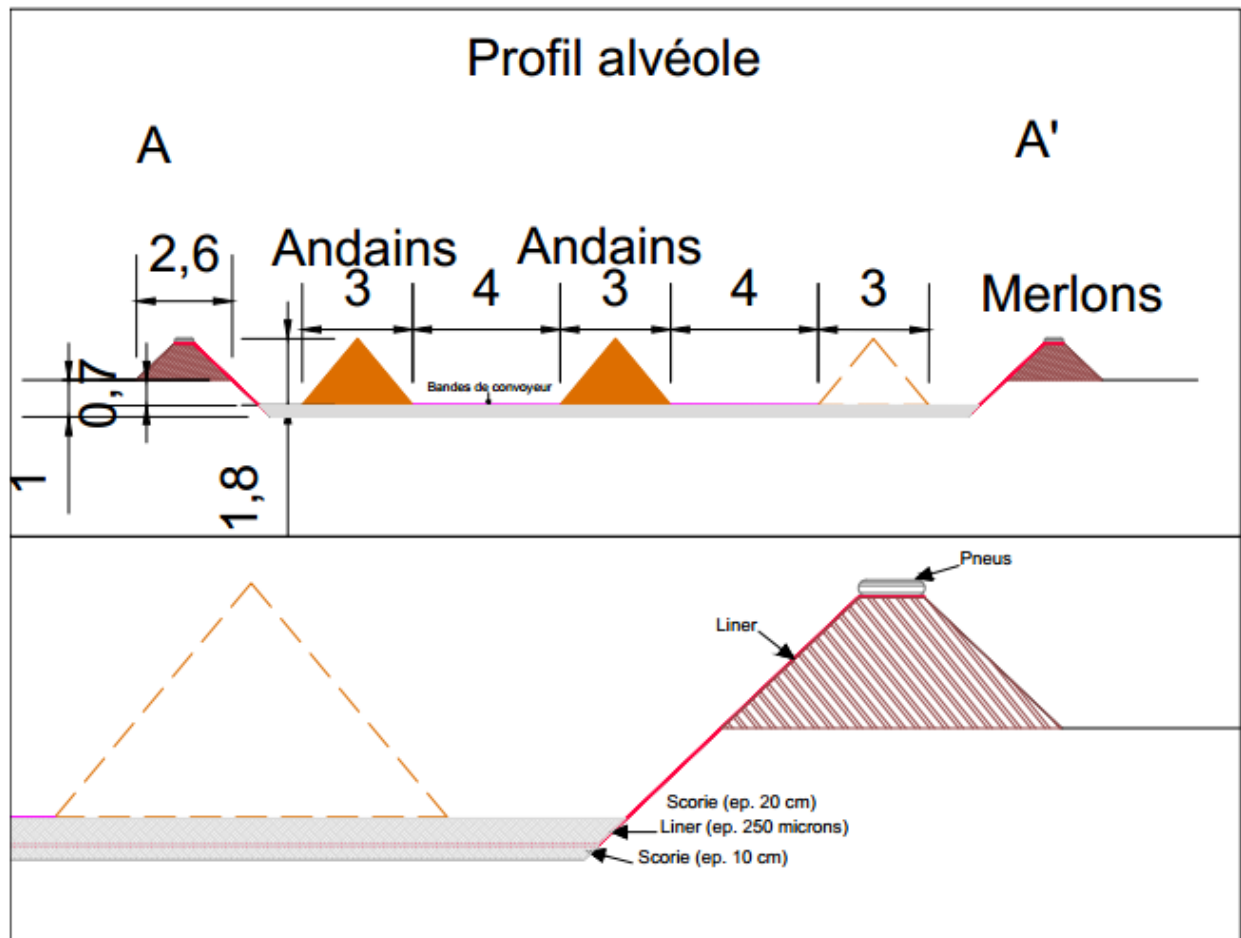 Profil alvéole
A
A'
Andains
Andains
2,6
3
4
3
4
3
Merlons
Bandes de convoyeur
0,7
1
1,8
Pneus
Liner
Scorie (ep. 20 cm)
Liner (ep. 250 microns)
Scorie (ep. 10 cm)